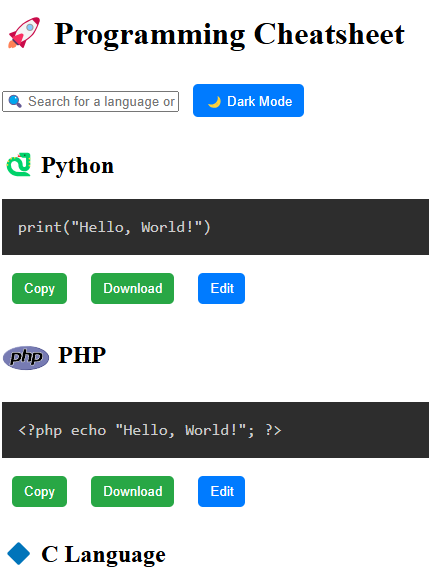 Programming Cheatsheet
Search for a language or
Dark Mode
Python
print("Hello, World!")
Copy Download Edit
php PHP
<?php echo "Hello, World!"; ?>
Copy Download Edit
C Language